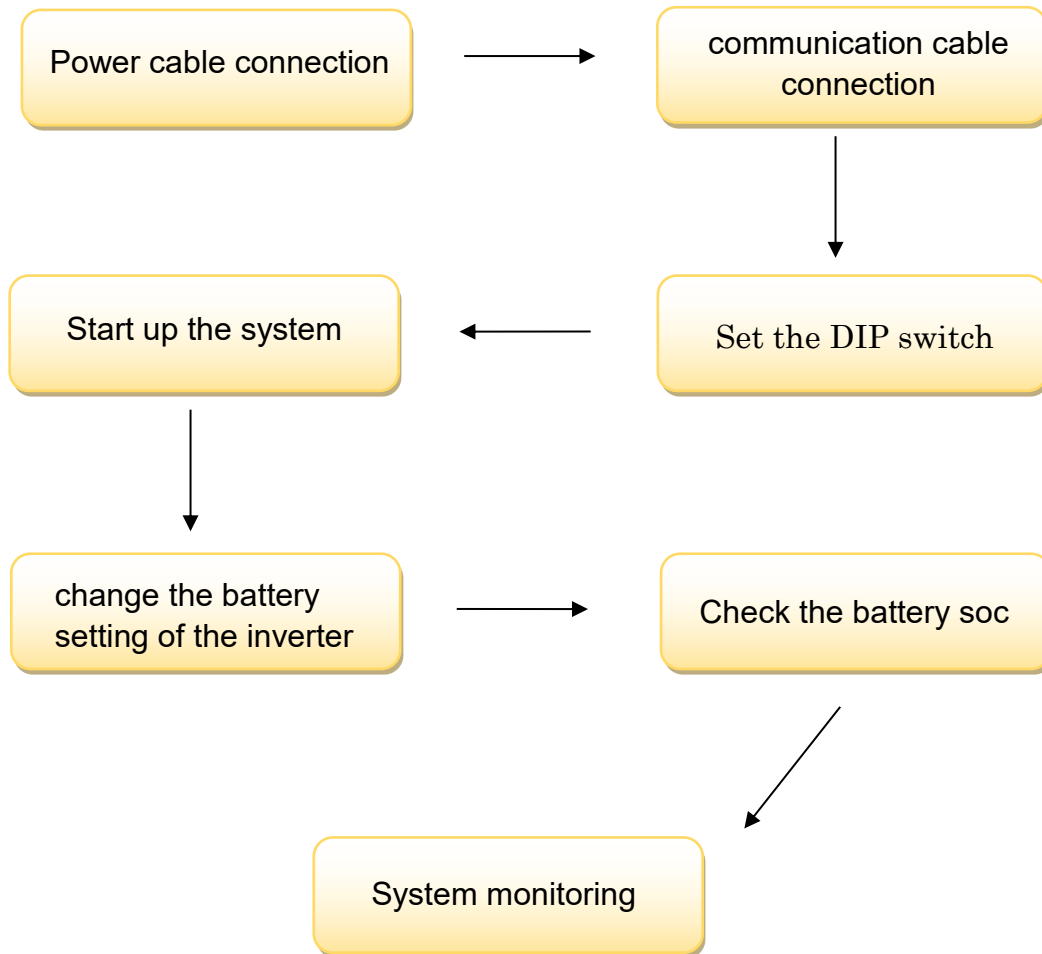 Power cable connection
communication cable
connection
Set the DIP switch
Start up the system
change the battery
setting of the inverter
Check the battery soc
System monitoring